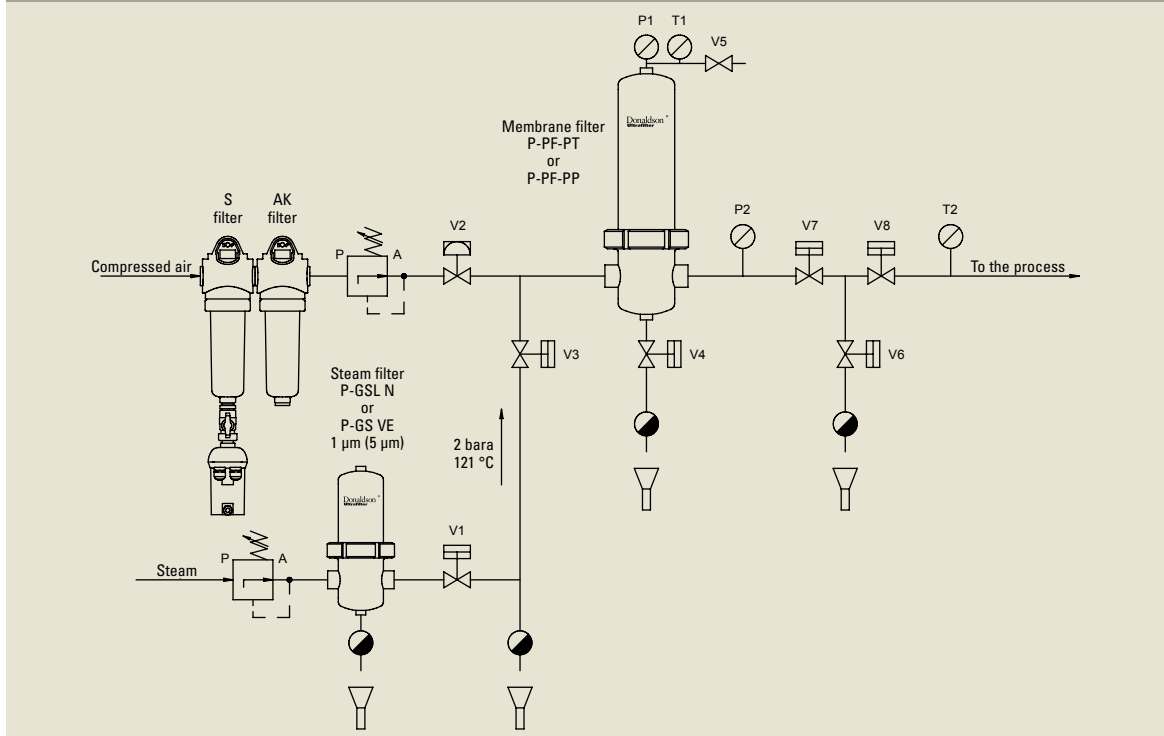 P1 T1
V5
Donaldson®
Ultrafilter
Membrane filter
P-PF-PT
or
P-PF-PP
S
filter
AK
filter
P A
V2
P2
V7
V8
T2
Compressed air
To the process
V3
V4
V6
Steam filter
P-GSL N
or
P-GS VE
1 µm (5 µm)
2 bara
121 °C
Donaldson®
Ultrafilter
P A
V1
Steam